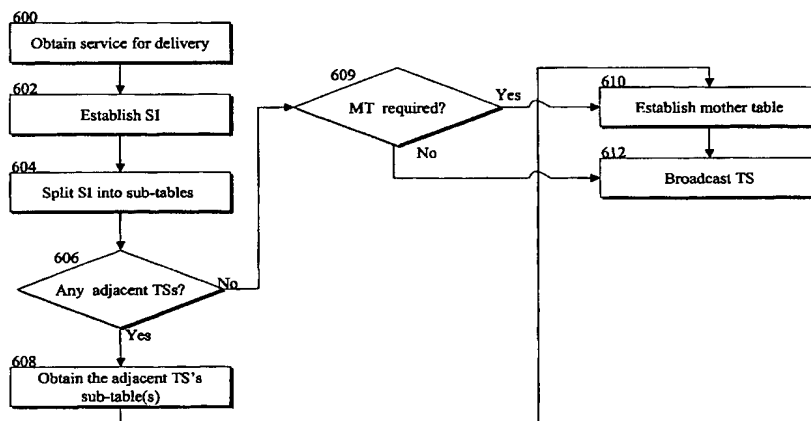 600
Obtain service for delivery
602
Establish SI
604
Split SI into sub-tables
606
Any adjacent TSs?
No
Yes
608
Obtain the adjacent TS's
sub-table(s)
609
MT required?
Yes
No
610
Establish mother table
612
Broadcast TS